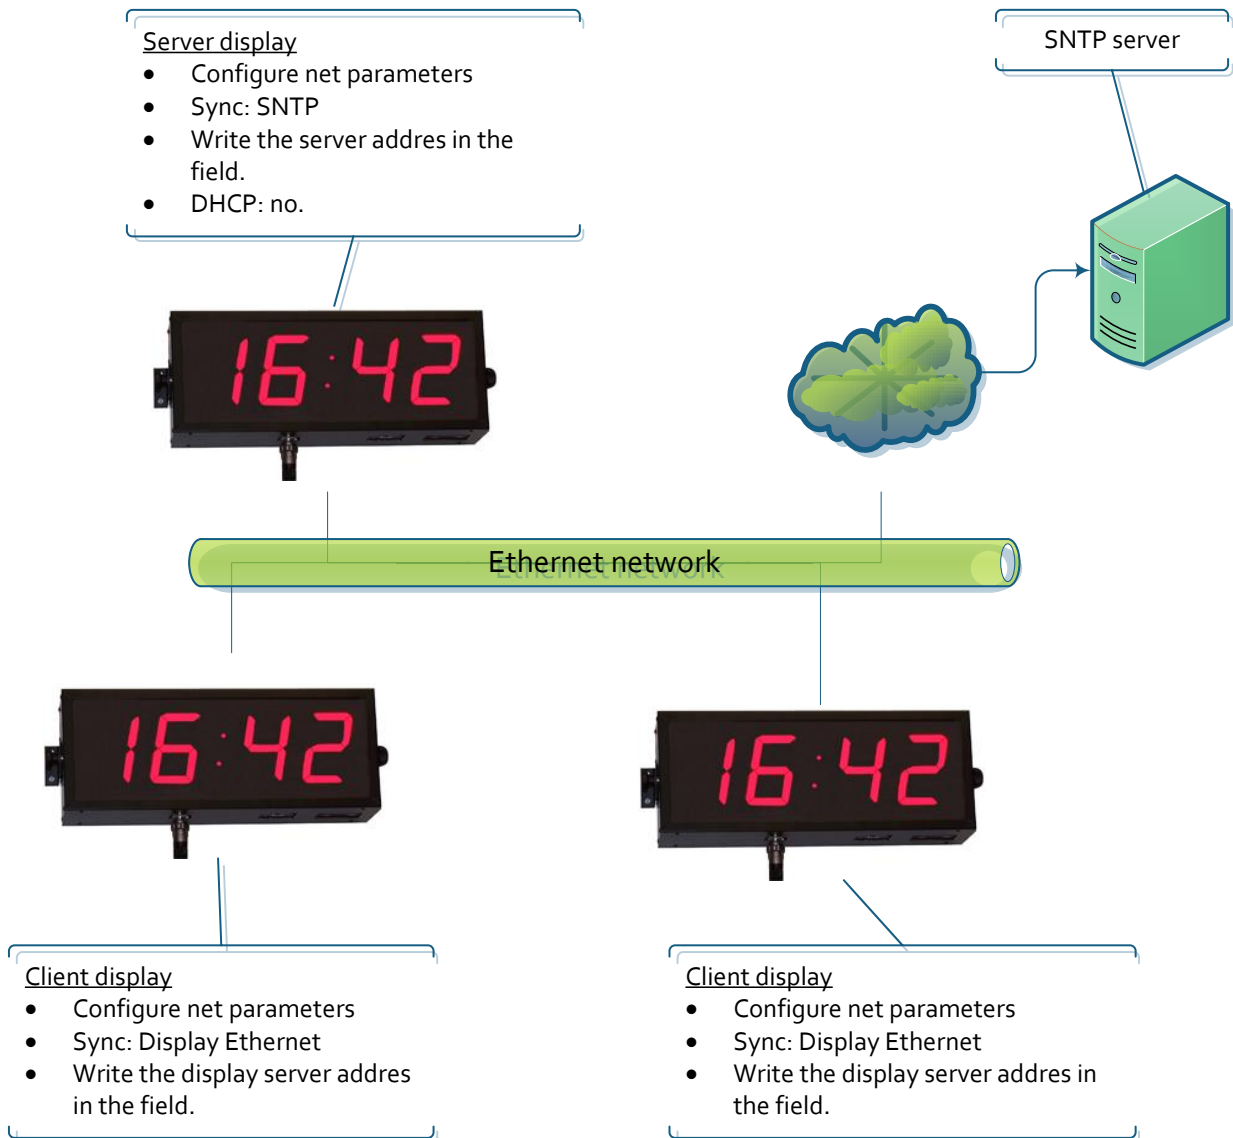 Server display
• Configure net parameters
• Sync: SNTP
• Write the server addres in the
field.
• DHCP: no.
SNTP server
16:42
Ethernet network
16:42
16:42
Client display
• Configure net parameters
• Sync: Display Ethernet
• Write the display server addres
in the field.
Client display
• Configure net parameters
• Sync: Display Ethernet
• Write the display server addres in
the field.